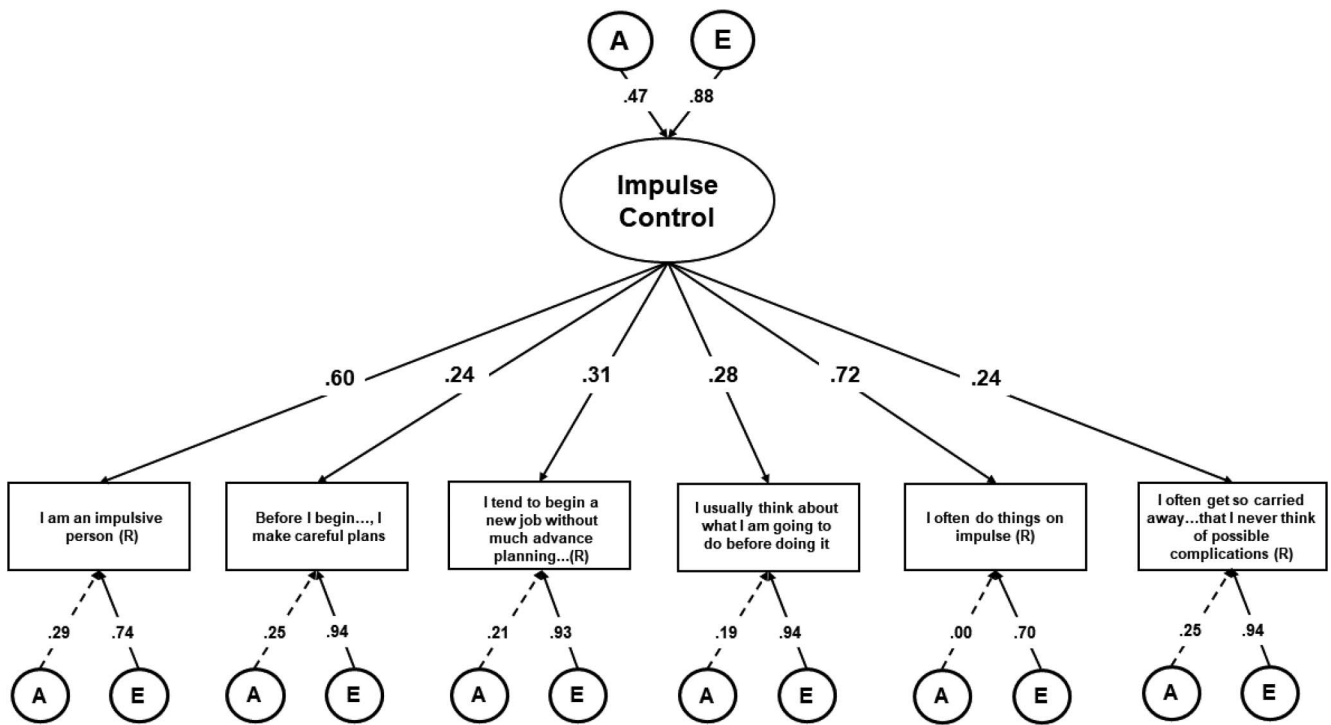 A E
.47 .88
Impulse
Control
.60 .24 .31 .28 .72 .24
I am an impulsive
person (R)
Before I begin…, I
make careful plans
I tend to begin a
new job without
much advance
planning…(R)
I usually think about
what I am going to
do before doing it
I often do things on
impulse (R)
I often get so carried
away…that I never think
of possible
complications (R)
.29 .74 .25 .94 .21 .93 .19 .94 .00 .70 .25 .94
A E A E A E A E A E A E